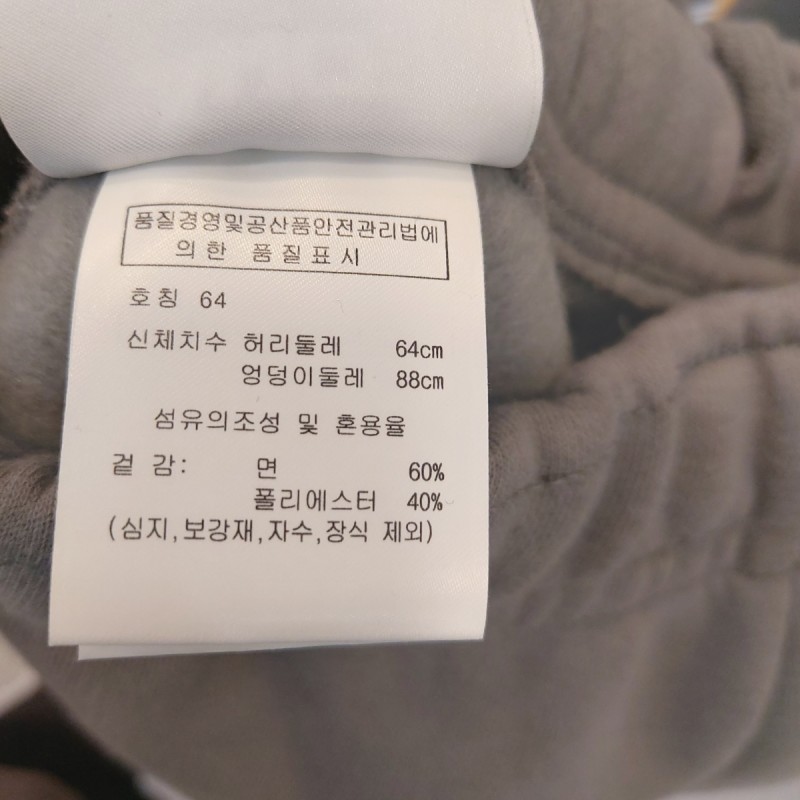 품질경영및공산품안전관리법에
의한 품질표시
호칭 64
신체치수 허리둘레 64cm
엉덩이둘레 88cm
섬유의조성 및 혼용율
겉 감: 면 60%
폴리에스터 40%
(심지,보강재,자수,장식 제외)